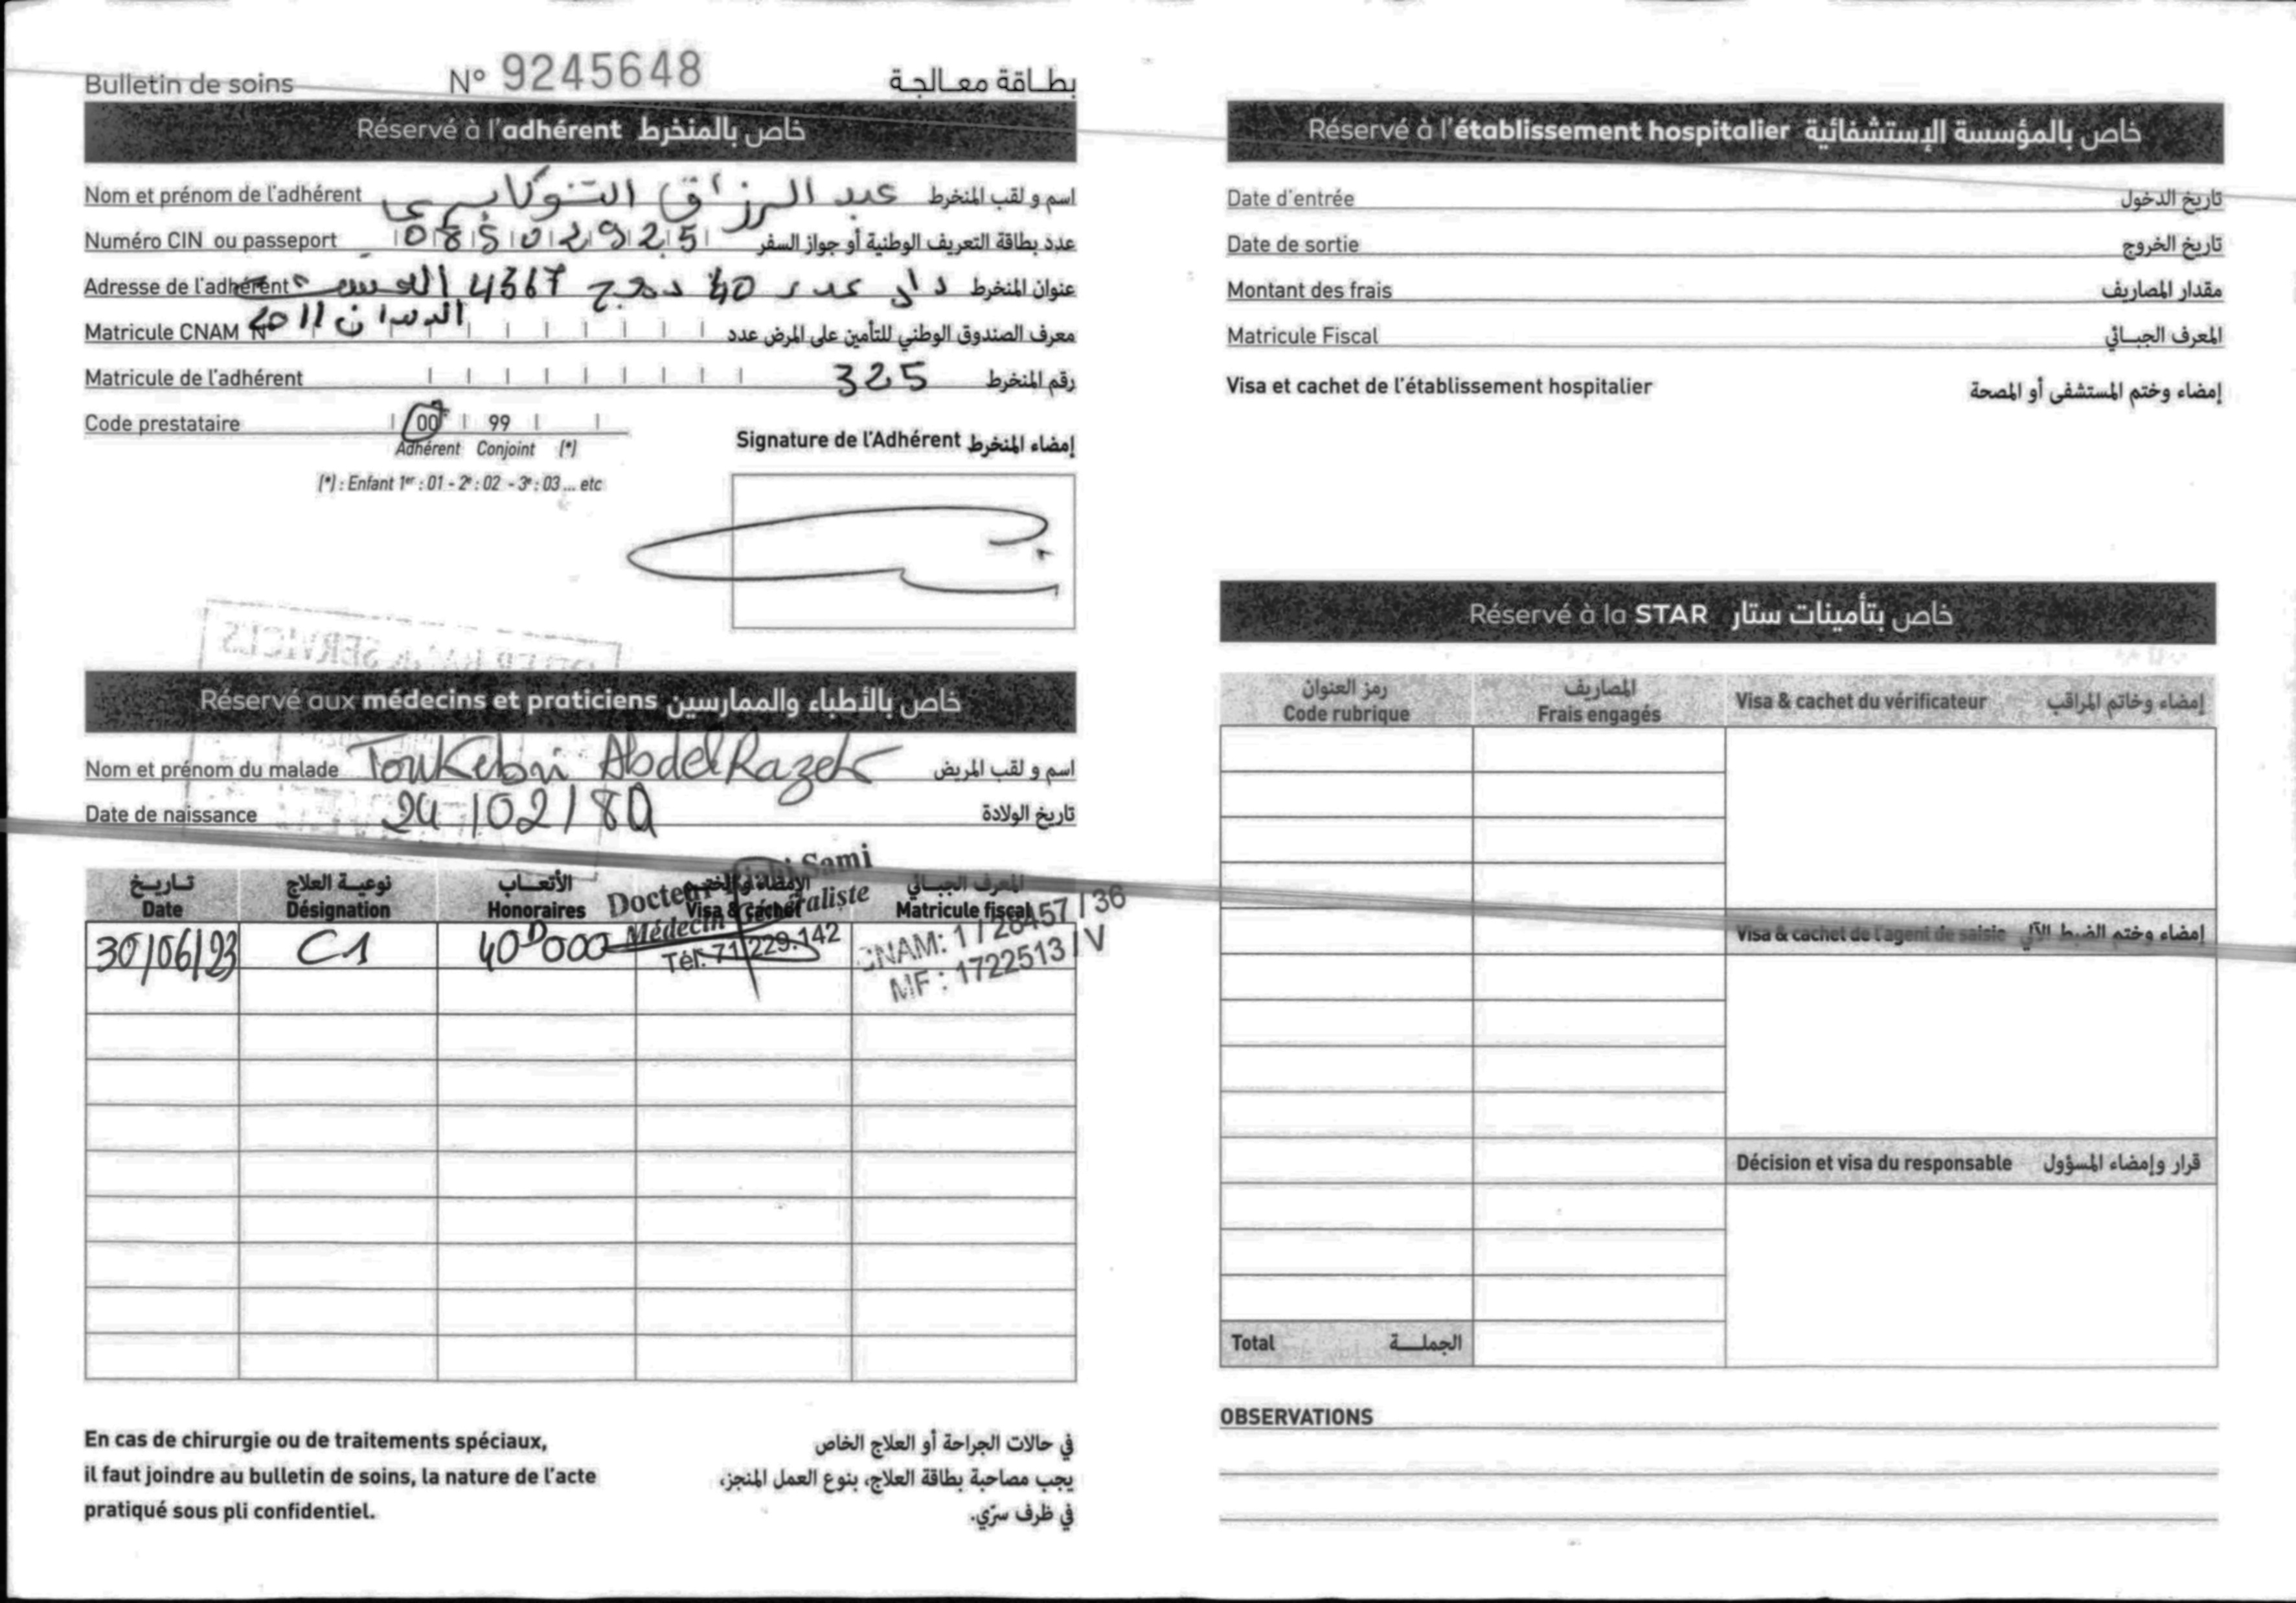 Bulletin de soins N° 9245648 بطاقة معالجة
Réservé à l'adhérent خاص بالمنخرط
Nom et prénom de l'adhérent عبد الرزاق التوكابري اسم و لقب المنخرط
Numéro CIN ou passeport 08502925 عدد بطاقة التعريف الوطنية أو جواز السفر
Adresse de l'adhérent دار عدد 40 نهج 4367 عنوان المنخرط
Matricule CNAM N° 2011 معرف الصندوق الوطني للتأمين على المرض عدد
Matricule de l'adhérent 325 رقم المنخرط
Code prestataire 00 99
Adhérent Conjoint (*)
(*) : Enfant 1er : 01 - 2e : 02 - 3e : 03 ... etc
Signature de l'Adhérent إمضاء المنخرط
Réservé aux médecins et praticiens خاص بالأطباء والممارسين
Nom et prénom du malade Toukebri AbdelRazek اسم و لقب المريض
Date de naissance 24/02/80 تاريخ الولادة
تاريخ نوعية العلاج الأتعاب الإمضاء والختم المعرف الجبائي
Date Désignation Honoraires Visa & cachet Matricule fiscal
30/06/23 C1 40D000
Docteur Sami
Médecin Généraliste
Tél: 71.229.142
CNAM: 1 / 28457 / 36
MF : 1722513 / V
En cas de chirurgie ou de traitements spéciaux,
il faut joindre au bulletin de soins, la nature de l'acte
pratiqué sous pli confidentiel.
في حالات الجراحة أو العلاج الخاص
يجب مصاحبة بطاقة العلاج، بنوع العمل المنجز،
في ظرف سرّي.
Réservé à l'établissement hospitalier خاص بالمؤسسة الإستشفائية
Date d'entrée تاريخ الدخول
Date de sortie تاريخ الخروج
Montant des frais مقدار المصاريف
Matricule Fiscal المعرف الجبائي
Visa et cachet de l'établissement hospitalier إمضاء وختم المستشفى أو المصحة
Réservé à la STAR خاص بتأمينات ستار
رمز العنوان المصاريف
Code rubrique Frais engagés Visa & cachet du vérificateur إمضاء وخاتم المراقب
Visa & cachet de l'agent de saisie إمضاء وختم الضبط الآلي
Décision et visa du responsable قرار وإمضاء المسؤول
Total الجملة
OBSERVATIONS